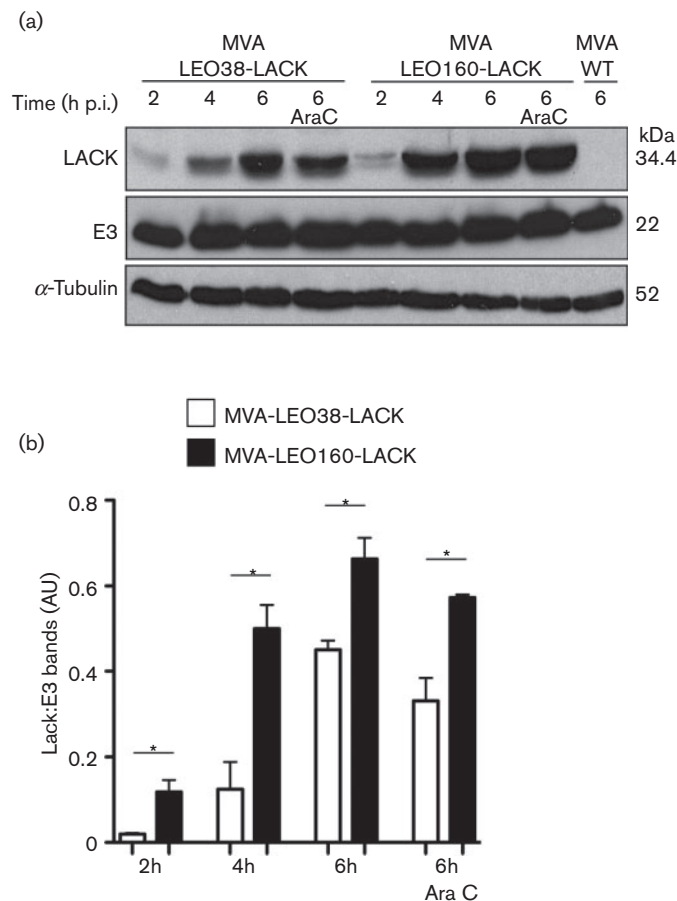 (a)
MVA MVA MVA
LEO38-LACK LEO160-LACK WT
Time (h p.i.) 2 4 6 6 2 4 6 6 6
AraC AraC
kDa
LACK 34.4
E3 22
α-Tubulin 52
MVA-LEO38-LACK
(b)
MVA-LEO160-LACK
0.8
0.6
0.4
0.2
0
Lack:E3 bands (AU)
* * * *
2h 4h 6h 6h
Ara C